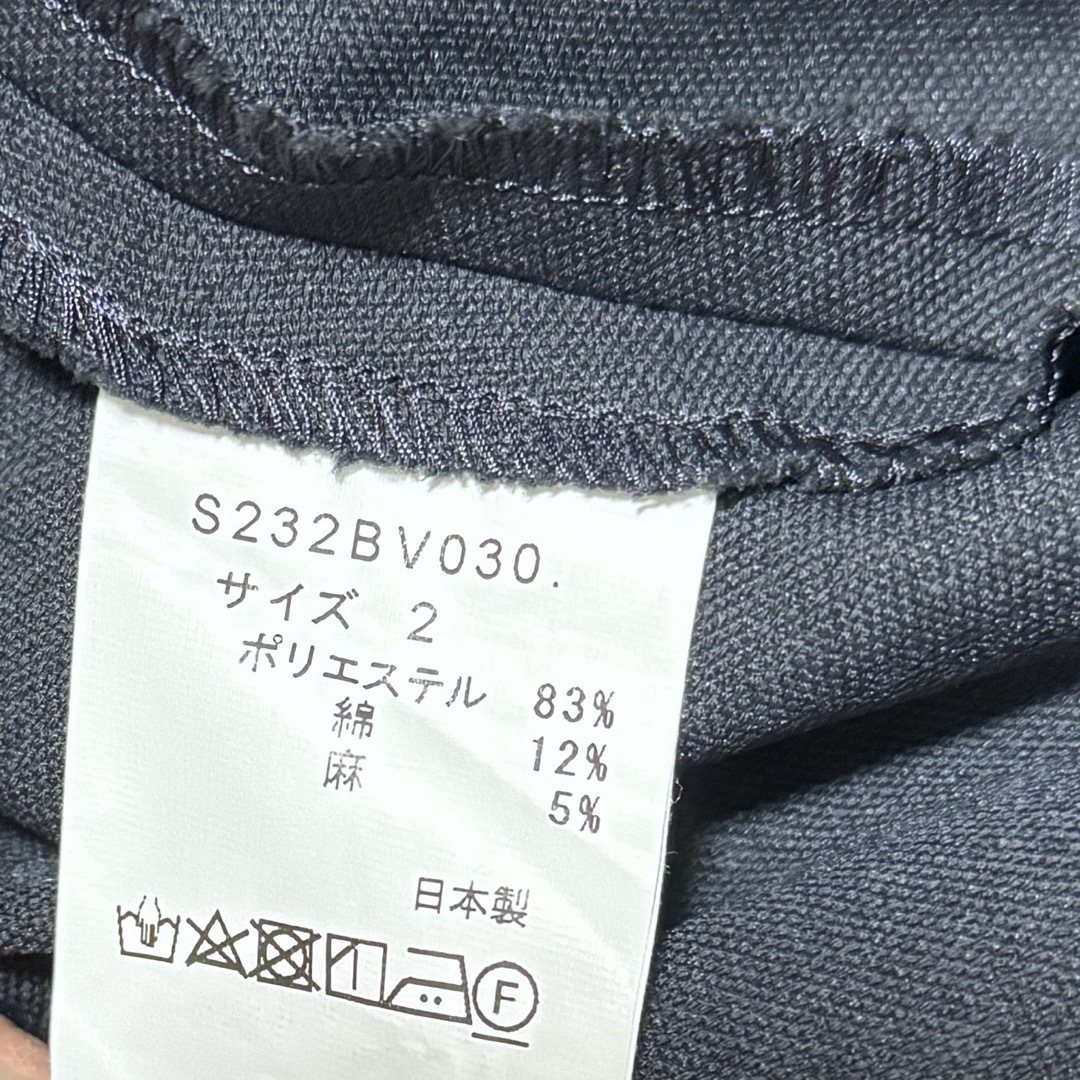 S232BV030.
サイズ 2
ポリエステル 83%
綿 12%
麻 5%
日本製
F